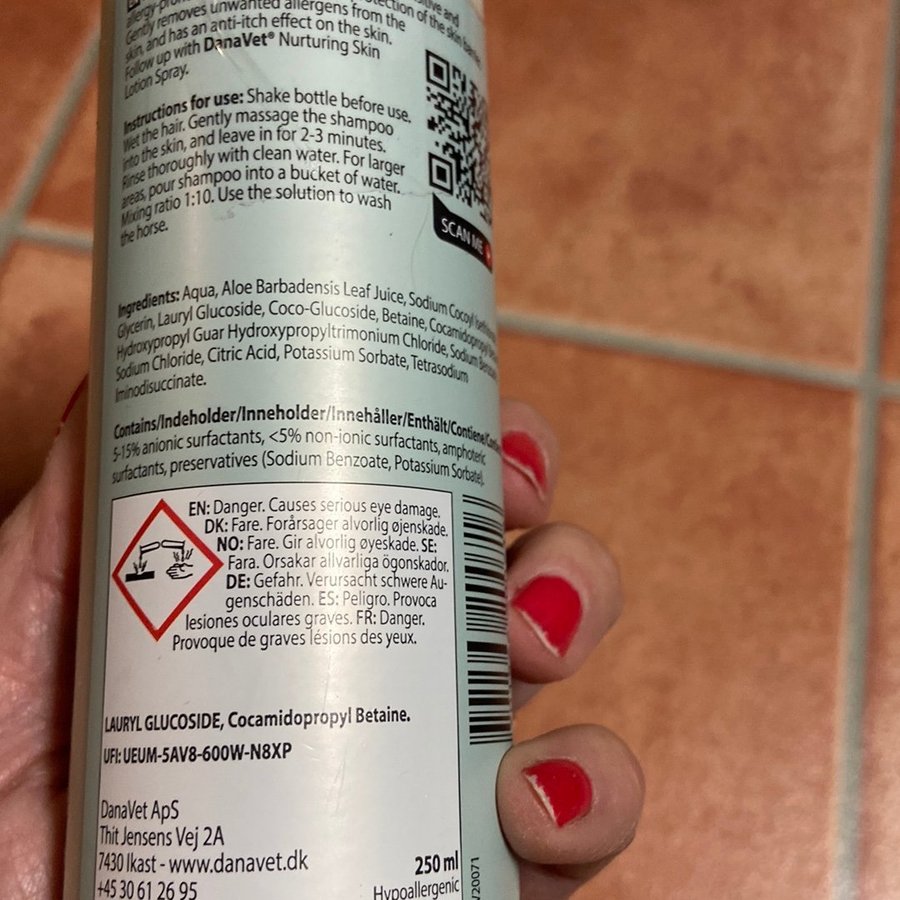 allergy-pro
Gently removes unwanted allergens from the
skin, and has an anti-itch effect on the skin.
Follow up with DanaVet® Nurturing Skin
Lotion Spray.
Instructions for use: Shake bottle before use.
Wet the hair. Gently massage the shampoo
into the skin, and leave in for 2-3 minutes.
Rinse thoroughly with clean water. For larger
areas, pour shampoo into a bucket of water.
Mixing ratio 1:10. Use the solution to wash
the horse.
SCAN ME
Ingredients: Aqua, Aloe Barbadensis Leaf Juice, Sodium Cocoyl
Glycerin, Lauryl Glucoside, Coco-Glucoside, Betaine, Cocamidopropyl
Hydroxypropyl Guar Hydroxypropyltrimonium Chloride, Sodium Benzoate,
Sodium Chloride, Citric Acid, Potassium Sorbate, Tetrasodium
Iminodisuccinate.
Contains/Indeholder/Inneholder/Innehåller/Enthält/Contiene
5-15% anionic surfactants, <5% non-ionic surfactants, amphoteric
surfactants, preservatives (Sodium Benzoate, Potassium Sorbate).
EN: Danger. Causes serious eye damage.
DK: Fare. Forårsager alvorlig øjenskade.
NO: Fare. Gir alvorlig øyeskade. SE:
Fara. Orsakar allvarliga ögonskador.
DE: Gefahr. Verursacht schwere Au-
genschäden. ES: Peligro. Provoca
lesiones oculares graves. FR: Danger.
Provoque de graves lésions des yeux.
LAURYL GLUCOSIDE, Cocamidopropyl Betaine.
UFI: UEUM-5AV8-600W-N8XP
DanaVet ApS
Thit Jensens Vej 2A
7430 Ikast - www.danavet.dk
+45 30 61 26 95
250 ml
Hypoallergenic
/20071